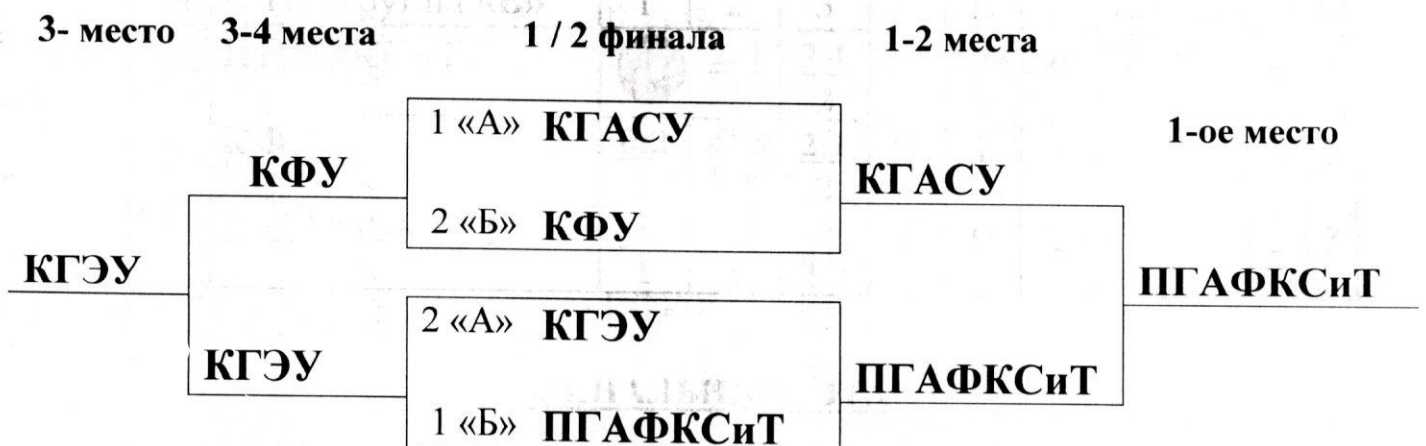 3- место 3-4 места 1 / 2 финала 1-2 места
1-ое место
1 «А» КГАСУ
КФУ
КГАСУ
2 «Б» КФУ
КГЭУ
ПГАФКСиТ
2 «А» КГЭУ
КГЭУ
ПГАФКСиТ
1 «Б» ПГАФКСиТ